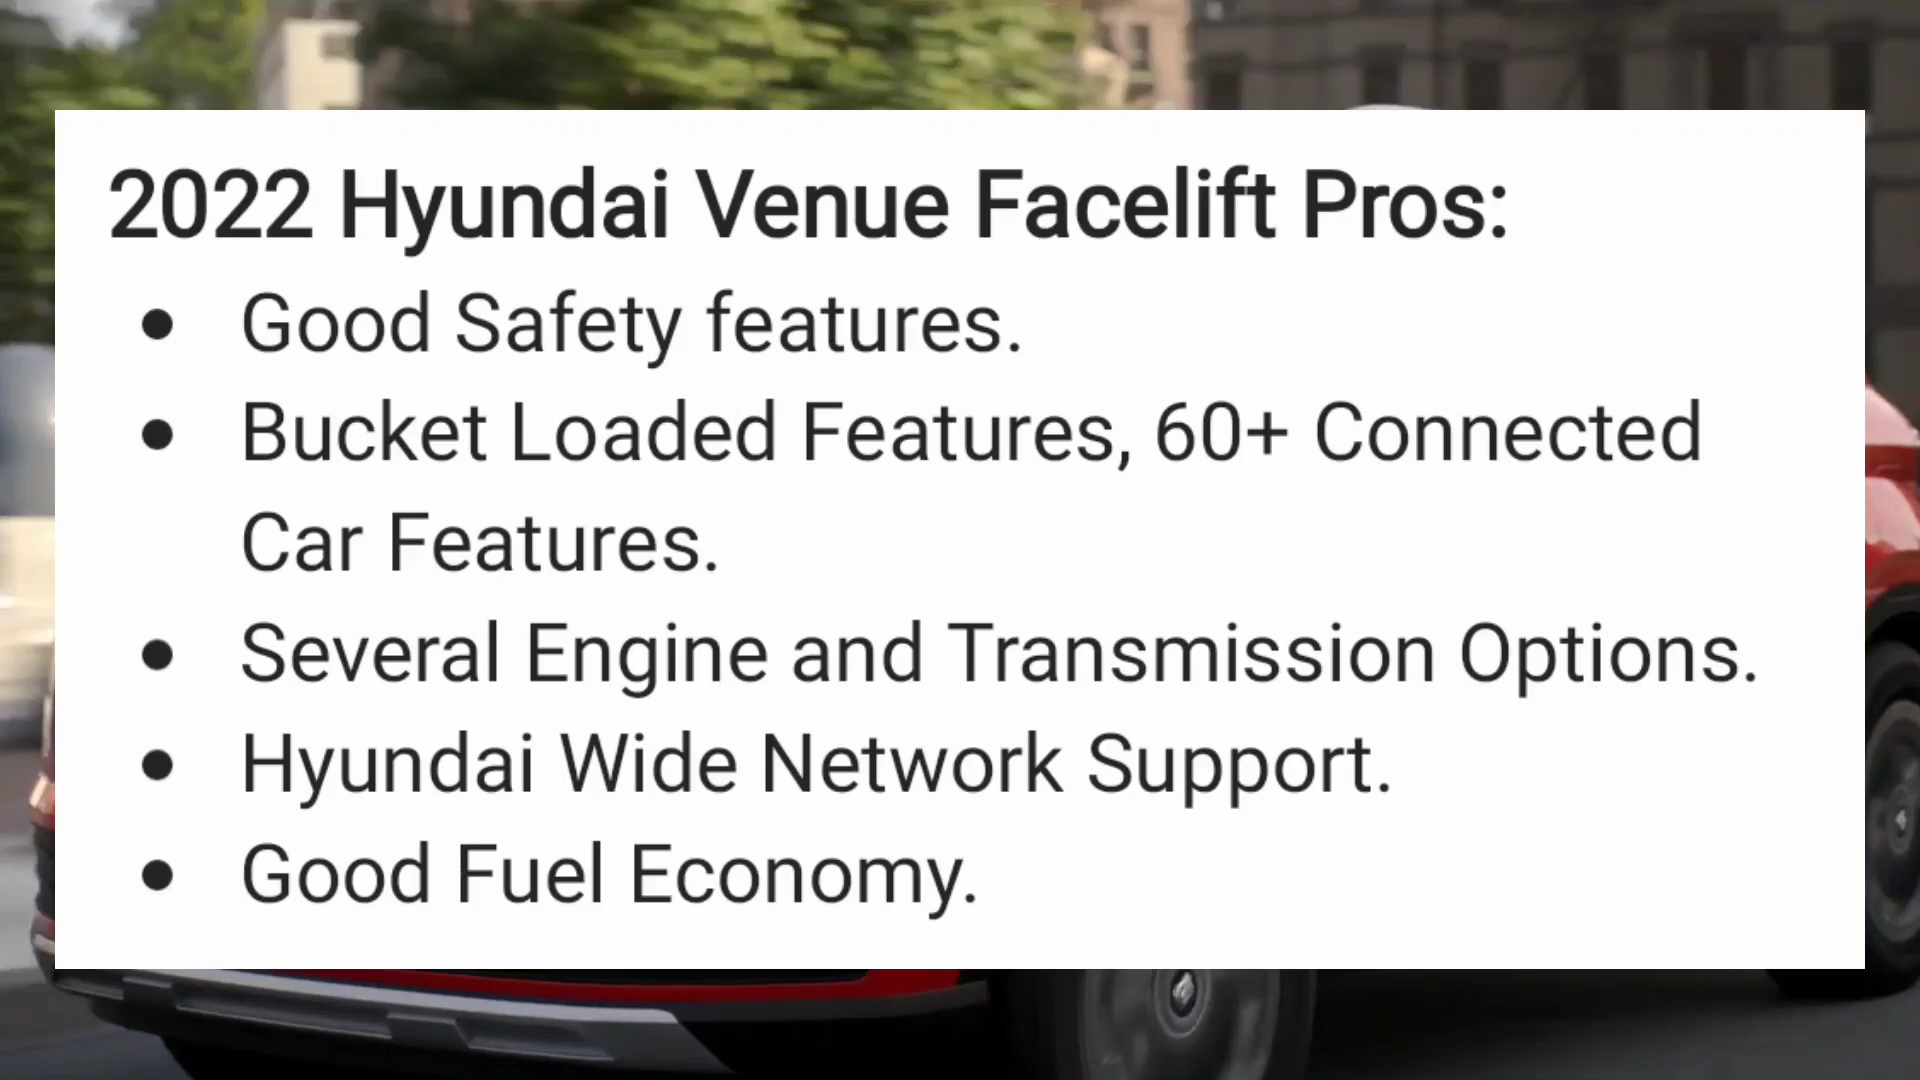 2022 Hyundai Venue Facelift Pros:
● Good Safety features.
● Bucket Loaded Features, 60+ Connected
Car Features.
● Several Engine and Transmission Options.
● Hyundai Wide Network Support.
● Good Fuel Economy.